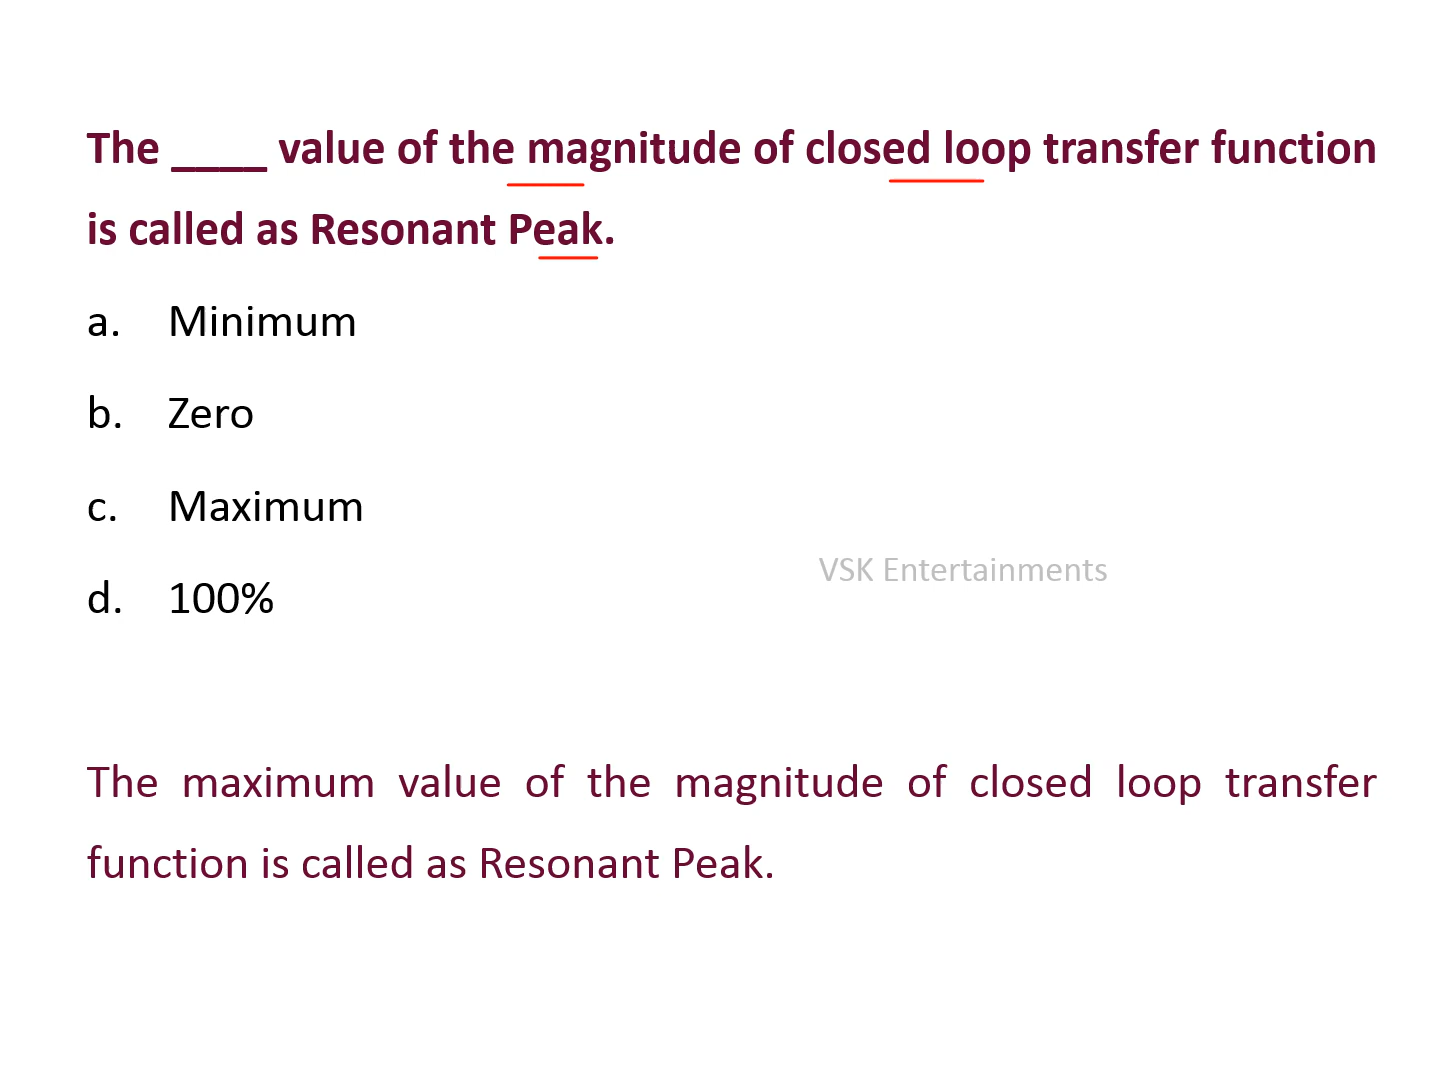 The ____ value of the magnitude of closed loop transfer function
is called as Resonant Peak.
a. Minimum
b. Zero
c. Maximum
VSK Entertainments
d. 100%
The maximum value of the magnitude of closed loop transfer
function is called as Resonant Peak.